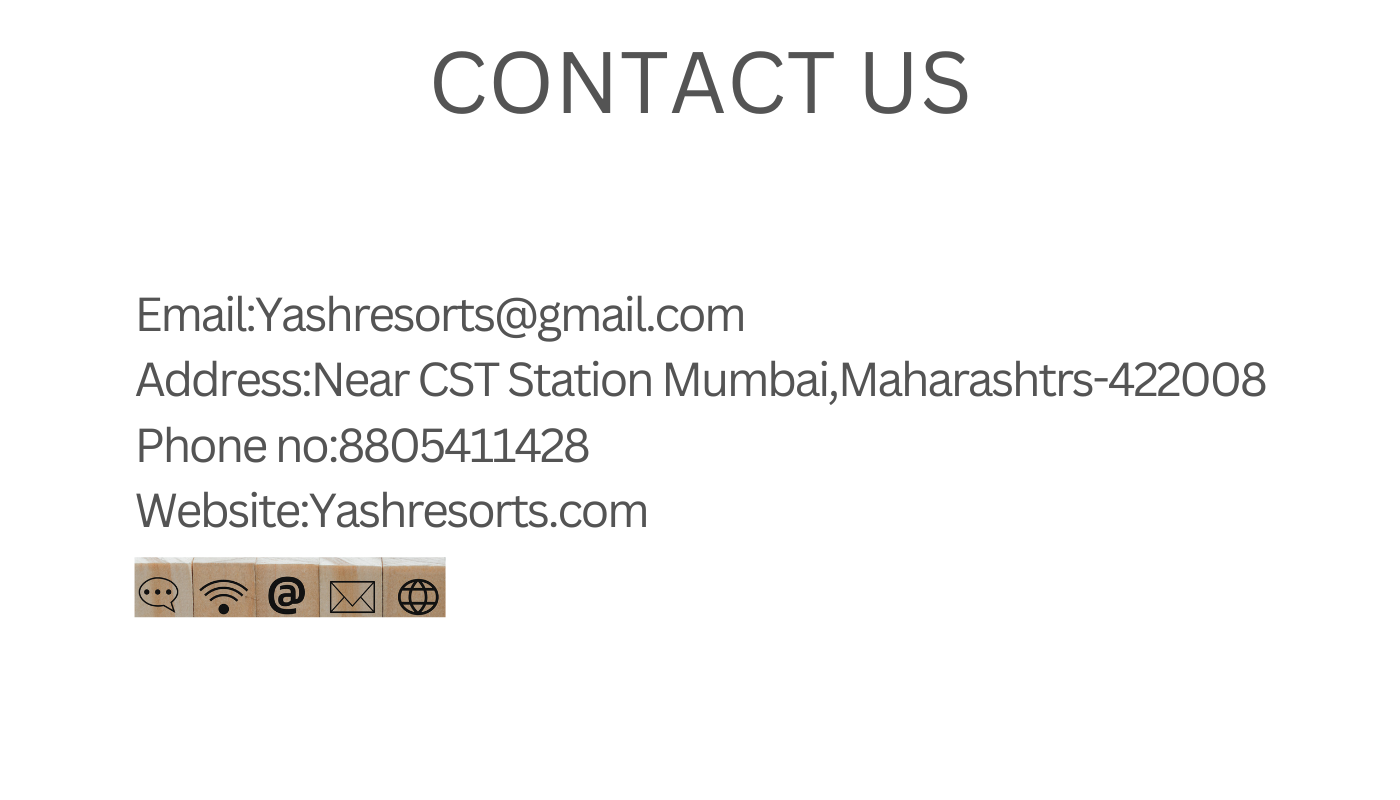 CONTACT US
Email:Yashresorts@gmail.com
Address:Near CST Station Mumbai,Maharashtrs-422008
Phone no:8805411428
Website:Yashresorts.com
@